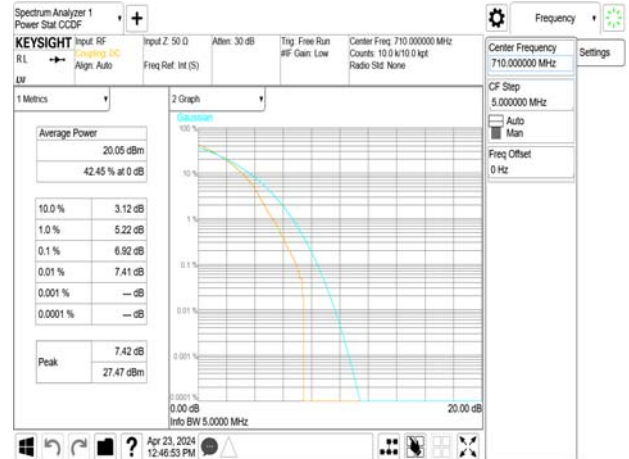 Spectrum Analyzer 1
Power Stat CCDF
Frequency
KEYSIGHT
RL
LXI
Input: RF
Coupling: DC
Align: Auto
Input Z: 50 Ω
Freq Ref: Int (S)
Atten: 30 dB
Trig: Free Run
#IF Gain: Low
Center Freq: 710.000000 MHz
Counts: 10.0 k/10.0 kpt
Radio Std: None
Center Frequency
710.000000 MHz
Settings
CF Step
5.000000 MHz
Auto
Man
Freq Offset
0 Hz
1 Metrics
Average Power
20.05 dBm
42.45 % at 0 dB
10.0 % 3.12 dB
1.0 % 5.22 dB
0.1 % 6.92 dB
0.01 % 7.41 dB
0.001 % --- dB
0.0001 % --- dB
Peak
7.42 dB
27.47 dBm
2 Graph
Gaussian
100 %
10 %
1 %
0.1 %
0.01 %
0.001 %
0.0001 %
0.00 dB
20.00 dB
Info BW 5.0000 MHz
Apr 23, 2024
12:46:53 PM